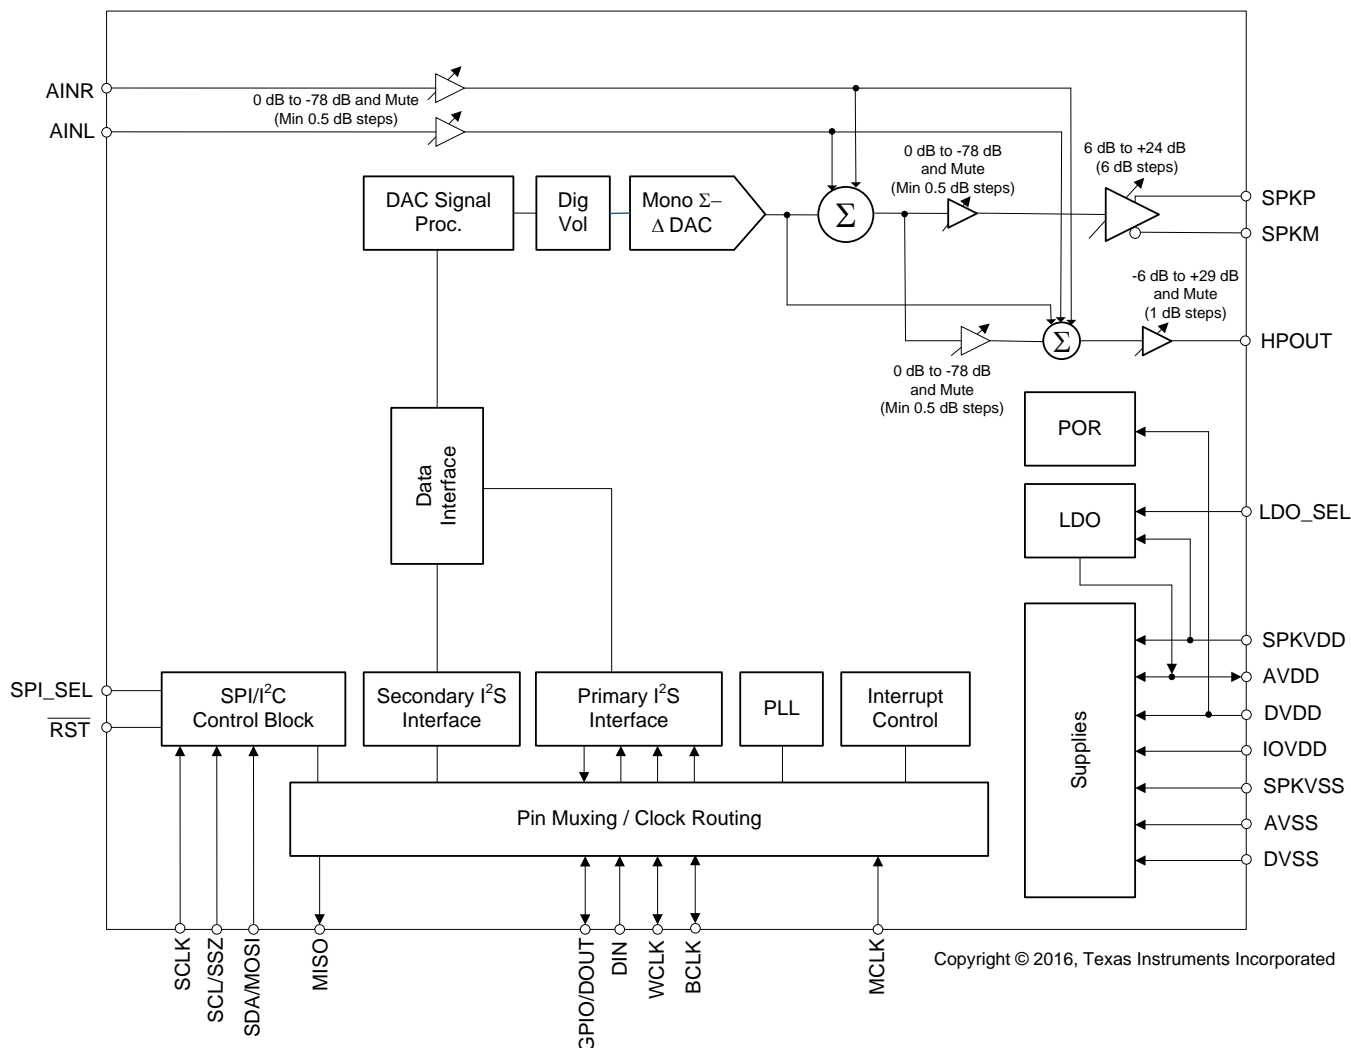 AINR
0 dB to -78 dB and Mute
(Min 0.5 dB steps)
AINL
0 dB to -78 dB
and Mute
(Min 0.5 dB steps)
6 dB to +24 dB
(6 dB steps)
DAC Signal
Proc.
Dig
Vol
Mono Σ–
Δ DAC
Σ
SPKP
SPKM
-6 dB to +29 dB
and Mute
(1 dB steps)
Σ
HPOUT
0 dB to -78 dB
and Mute
(Min 0.5 dB steps)
POR
Data
Interface
LDO
LDO_SEL
Supplies
SPKVDD
AVDD
DVDD
IOVDD
SPKVSS
AVSS
DVSS
SPI_SEL
RST
SPI/I²C
Control Block
Secondary I²S
Interface
Primary I²S
Interface
PLL
Interrupt
Control
Pin Muxing / Clock Routing
SCLK
SCL/SSZ
SDA/MOSI
MISO
GPIO/DOUT
DIN
WCLK
BCLK
MCLK
Copyright © 2016, Texas Instruments Incorporated